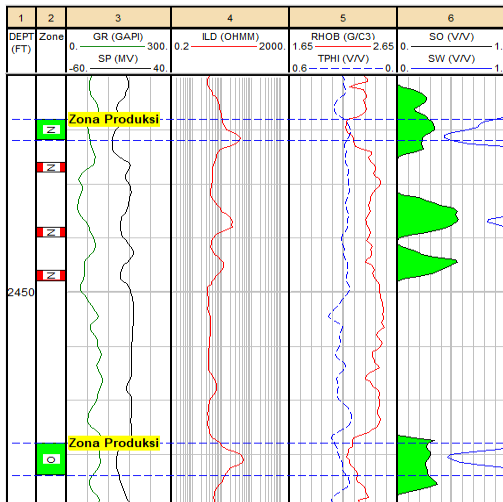 1 2 3 4 5 6
DEPT (FT) Zone GR (GAPI) ILD (OHMM) RHOB (G/C3) SO (V/V)
0. 300. 0.2 2000. 1.65 2.65 0. 1.
SP (MV) TPHI (V/V) SW (V/V)
-60. 40. 0.6 0. 0. 1.
Zona Produksi
N
N
N
N
2450
Zona Produksi
O